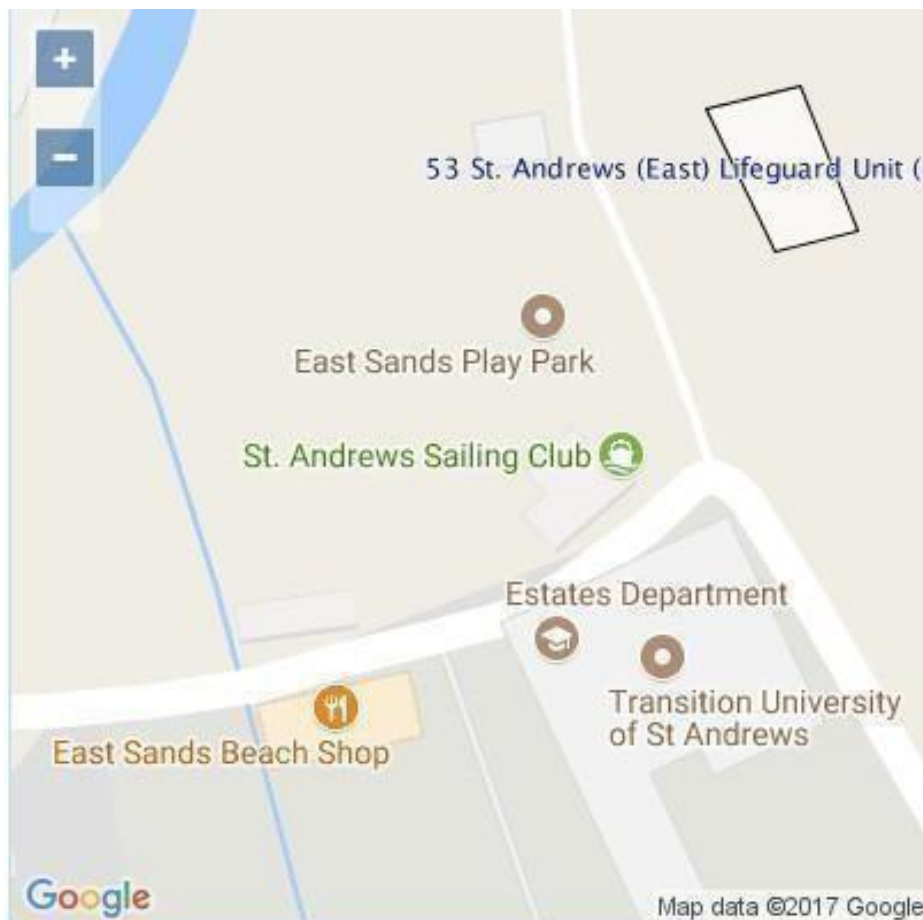 +
−
53 St. Andrews (East) Lifeguard Unit (
East Sands Play Park
St. Andrews Sailing Club
Estates Department
Transition University
of St Andrews
East Sands Beach Shop
Google
Map data ©2017 Google